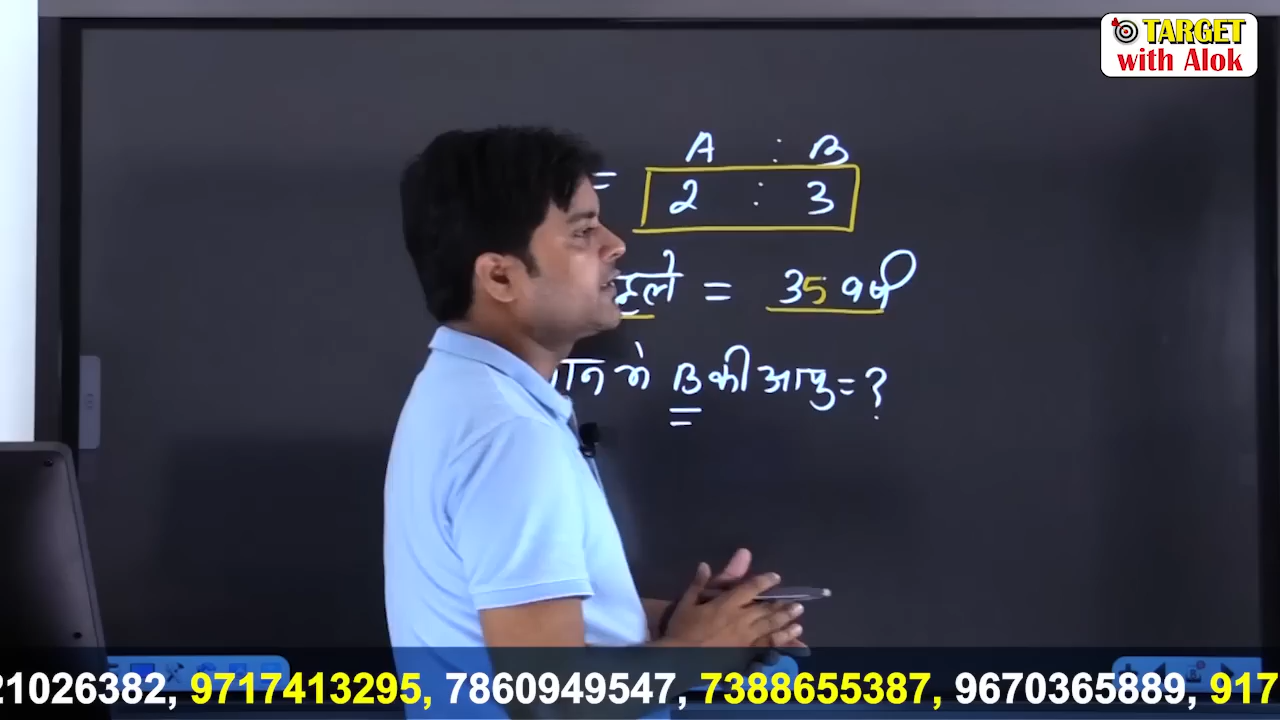 TARGET
with Alok
A : B
= 2 : 3
= 35 वर्ष
में B की आयु = ?
21026382, 9717413295, 7860949547, 7388655387, 9670365889, 917